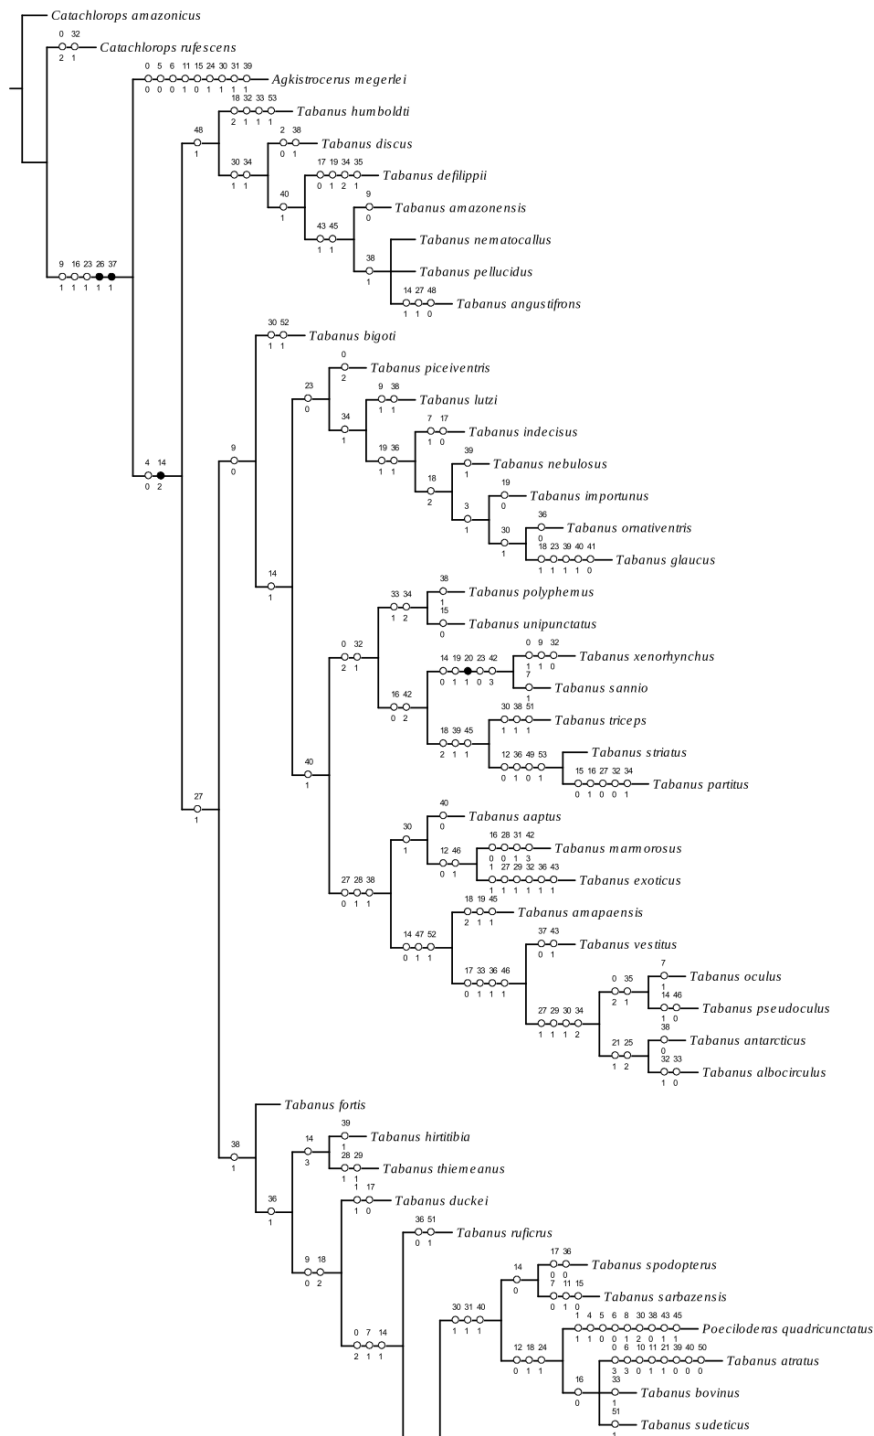 Catachlorops amazonicus
0 32
Catachlorops rufescens
2 1
0 5 6 11 15 24 30 31 39
Agkistrocerus megerlei
0 0 0 1 0 1 1 1 1
18 32 33 53
Tabanus humboldti
2 1 1 1
48
1
2 38
Tabanus discus
0 1
30 34
1 1
17 19 34 35
Tabanus defilippii
0 1 2 1
40
1
9
Tabanus amazonensis
0
43 45
1 1
Tabanus nematocallus
38
1
Tabanus pellucidus
9 16 23 26 37
1 1 1 1 1
14 27 48
Tabanus angustifrons
1 1 0
30 52
Tabanus bigoti
1 1
0
Tabanus piceiventris
2
23
0
9 38
Tabanus lutzi
1 1
34
1
7 17
Tabanus indecisus
1 0
19 36
1 1
9
0
39
Tabanus nebulosus
1
4 14
0 2
18
2
19
Tabanus importunus
0
3
1
36
Tabanus ornativentris
0
30
1
18 23 39 40 41
Tabanus glaucus
1 1 1 1 0
14
1
38
Tabanus polyphemus
1
33 34
1 2
15
Tabanus unipunctatus
0
0 32
2 1
0 9 32
Tabanus xenorhynchus
1 1 0
14 19 20 23 42
0 1 1 0 3
7
Tabanus sannio
1
16 42
0 2
30 38 51
Tabanus triceps
1 1 1
18 39 45
2 1 1
Tabanus striatus
12 36 49 53
0 1 0 1
40
1
15 16 27 32 34
Tabanus partitus
0 1 0 0 1
27
1
40
Tabanus aaptus
0
30
1
16 28 31 42
Tabanus marmorosus
0 0 1 3
12 46
0 1
1 27 29 32 36 43
Tabanus exoticus
1 1 1 1 1 1
27 28 38
0 1 1
18 19 45
Tabanus amapaensis
2 1 1
14 47 52
0 1 1
37 43
Tabanus vestitus
0 1
17 33 36 46
0 1 1 1
7
Tabanus oculus
1
0 35
2 1
14 46
Tabanus pseudoculus
1 0
27 29 30 34
1 1 1 2
38
Tabanus antarcticus
0
21 25
1 2
32 33
Tabanus albocirculus
1 0
Tabanus fortis
39
Tabanus hirtitibia
1
14
3
38
1
28 29
Tabanus thiemeanus
1 1
1 17
Tabanus duckei
1 0
36
1
36 51
Tabanus ruficrus
0 1
9 18
0 2
17 36
Tabanus spodopterus
0 0
14
0
7 11 15
Tabanus sarbazensis
0 1 0
30 31 40
1 1 1
1 4 5 6 8 30 38 43 45
Poeciloderas quadricunctatus
1 1 0 0 1 2 0 1 1
0 7 14
2 1 1
12 18 24
0 1 1
0 6 10 11 21 39 40 50
Tabanus atratus
3 3 0 1 1 0 0 0
16
0
33
Tabanus bovinus
1
51
Tabanus sudeticus
1